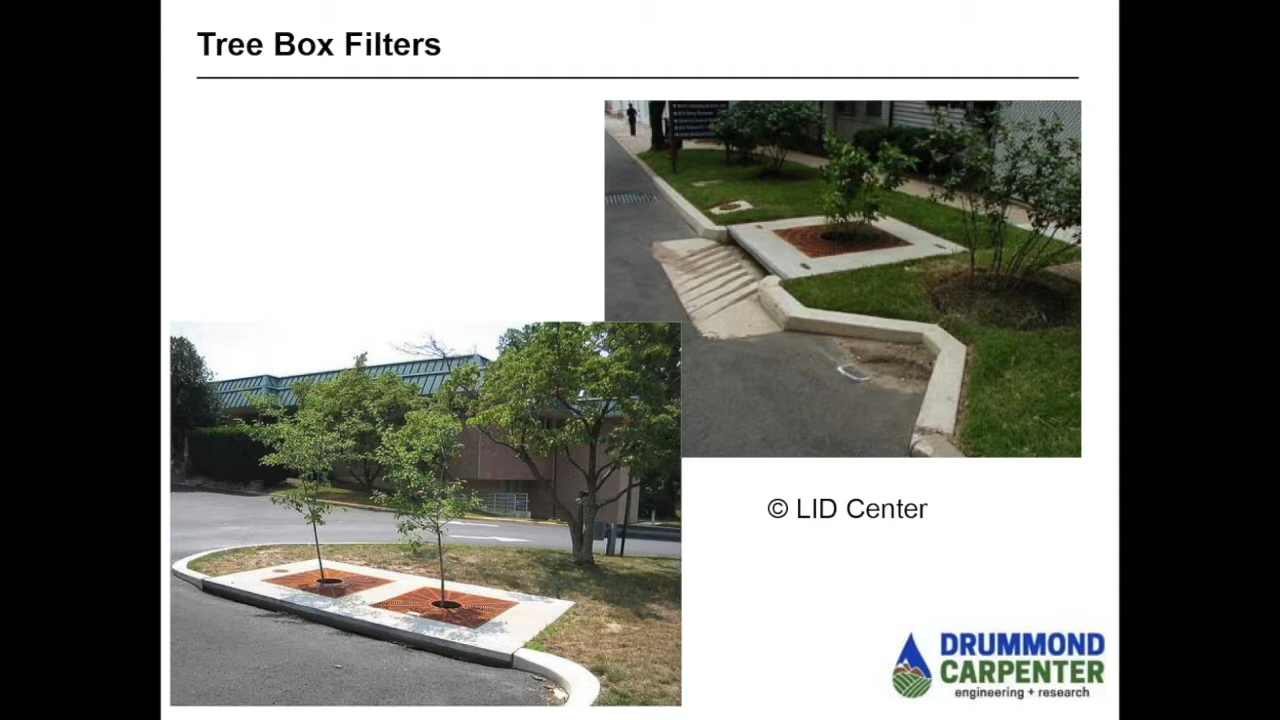 Tree Box Filters
© LID Center
DRUMMOND
CARPENTER
engineering + research